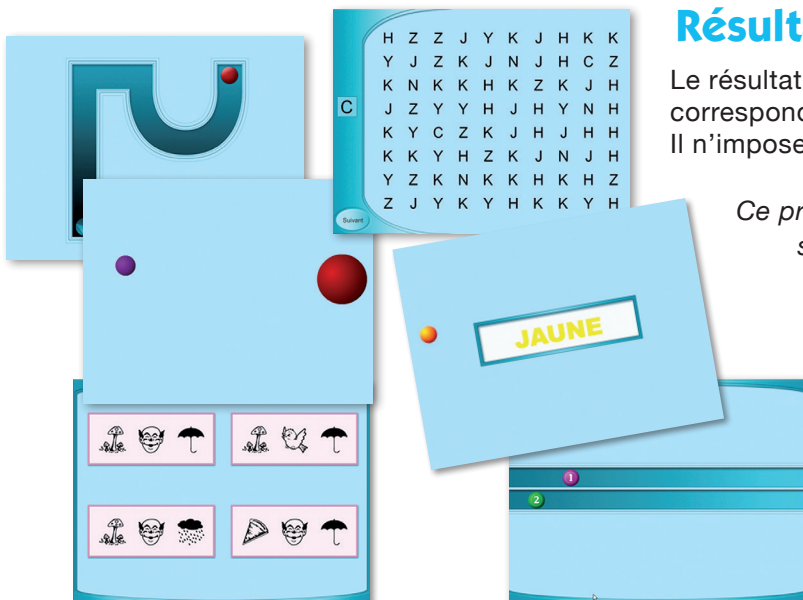 H Z Z J Y K J H K K
Y J Z K J N J H C Z
K N K K H K Z K J H
J Z Y Y H J H Y N H
K Y C Z K J H J H H
K K Y H Z K J N J H
Y Z K N K K H K H Z
Z J Y K Y H K K Y H
C
Suivant
JAUNE
1
2
Résult
Le résultat
correspond
Il n'impose
Ce pr
s